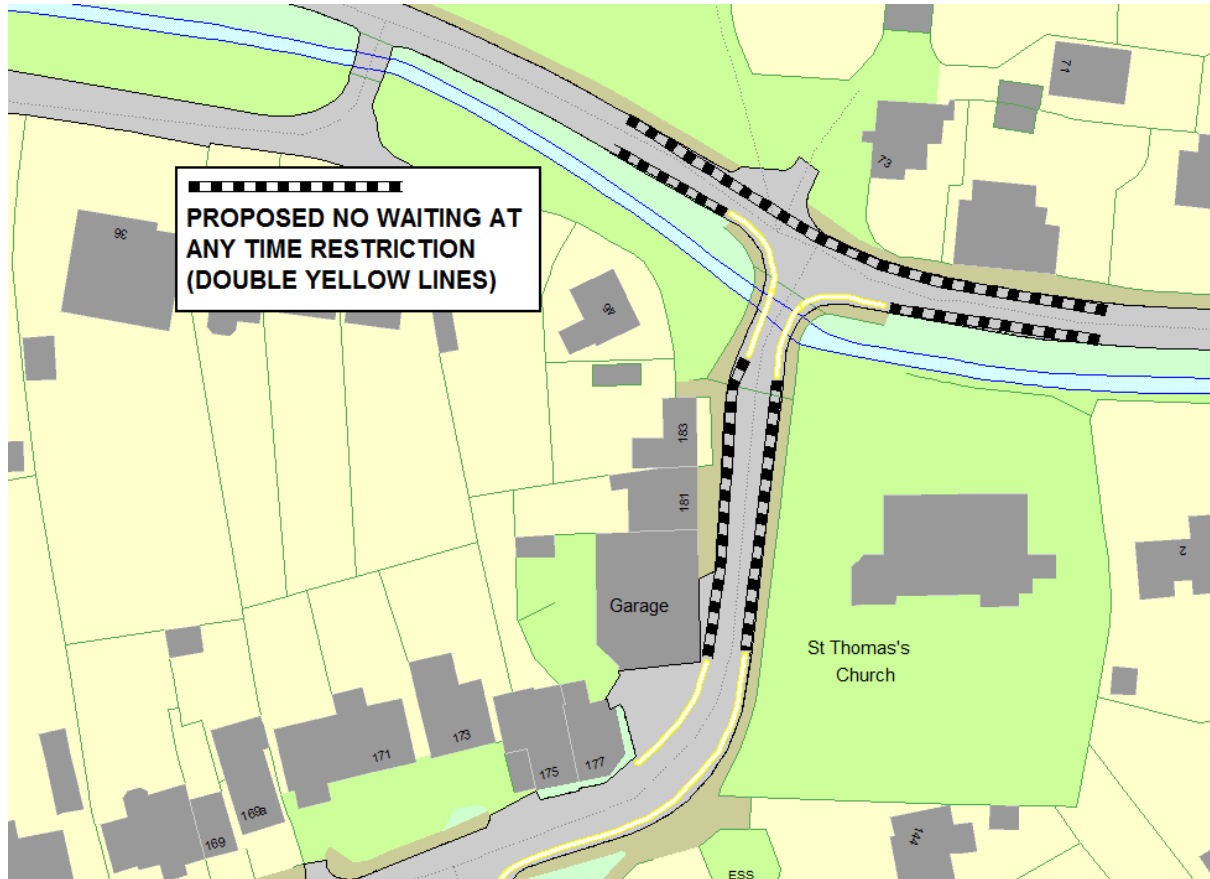 71
73
PROPOSED NO WAITING AT
ANY TIME RESTRICTION
(DOUBLE YELLOW LINES)
36
183
181
2
Garage
St Thomas's
Church
171
173
175
177
169a
169
144
ESS